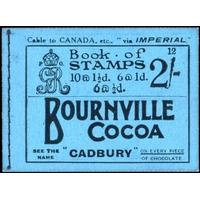 Cable to CANADA, etc., "via IMPERIAL"
Book of
STAMPS
12
2/-
P O
10 @ 1½d. 6 @ 1d.
6 @ ½d.
BOURNVILLE
COCOA
SEE THE NAME "CADBURY" ON EVERY PIECE OF CHOCOLATE